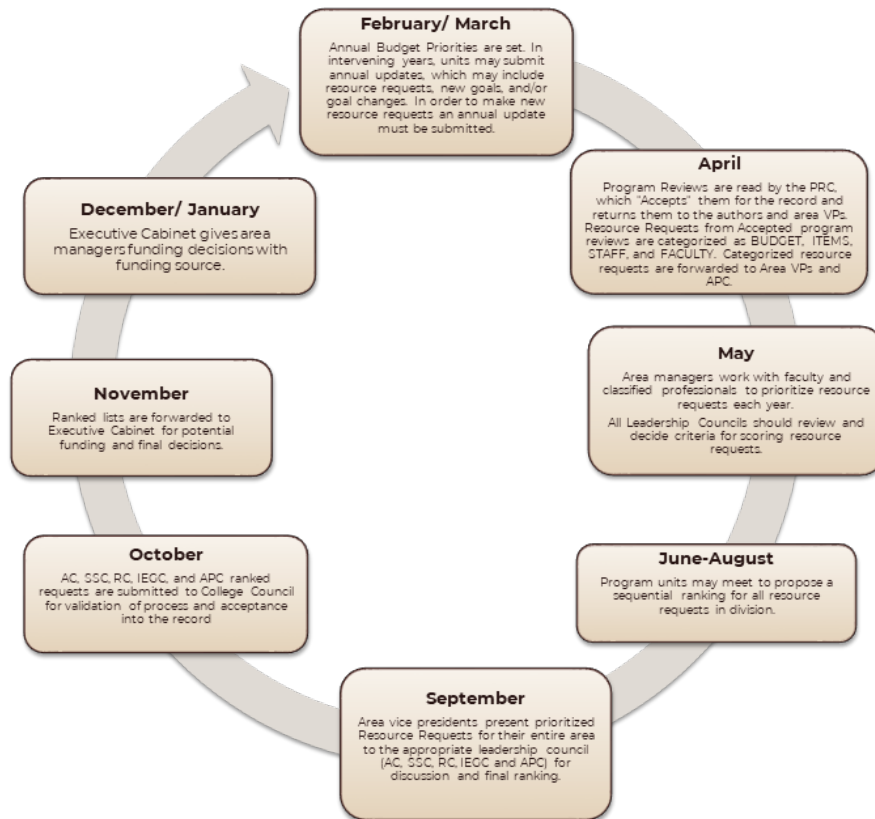 February/ March
Annual Budget Priorities are set. In
intervening years, units may submit
annual updates, which may include
resource requests, new goals, and/or
goal changes. In order to make new
resource requests an annual update
must be submitted.
April
Program Reviews are read by the PRC,
which "Accepts" them for the record and
returns them to the authors and area VPs.
Resource Requests from Accepted program
reviews are categorized as BUDGET, ITEMS,
STAFF, and FACULTY. Categorized resource
requests are forwarded to Area VPs and
APC.
May
Area managers work with faculty and
classified professionals to prioritize resource
requests each year.
All Leadership Councils should review and
decide criteria for scoring resource
requests.
June-August
Program units may meet to propose a
sequential ranking for all resource
requests in division.
September
Area vice presidents present prioritized
Resource Requests for their entire area
to the appropriate leadership council
(AC, SSC, RC, IEGC and APC) for
discussion and final ranking.
October
AC, SSC, RC, IEGC, and APC ranked
requests are submitted to College Council
for validation of process and acceptance
into the record
November
Ranked lists are forwarded to
Executive Cabinet for potential
funding and final decisions.
December/ January
Executive Cabinet gives area
managers funding decisions with
funding source.